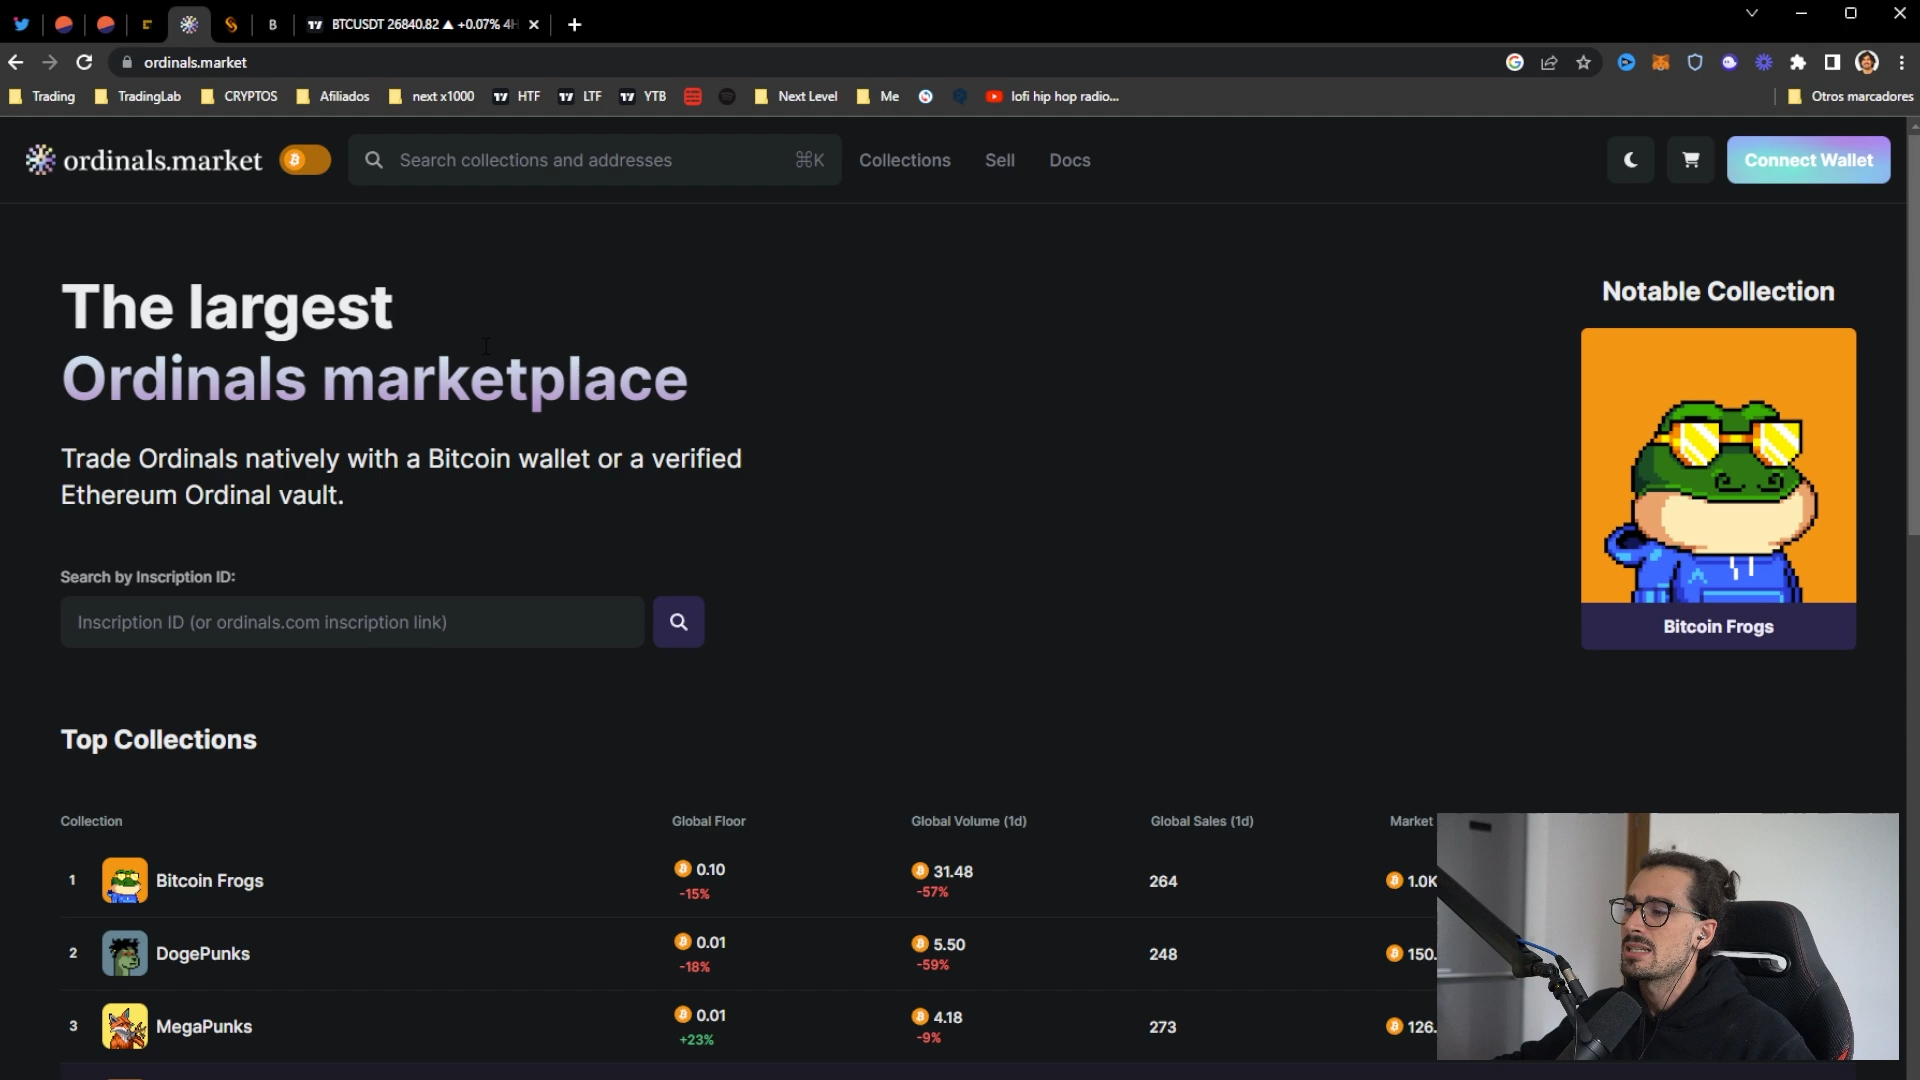 BTCUSDT 26840.82 ▲ +0.07% 4H
ordinals.market
Trading
TradingLab
CRYPTOS
Afiliados
next x1000
HTF
LTF
YTB
Next Level
Me
lofi hip hop radio...
Otros marcadores
ordinals.market
Search collections and addresses
⌘K
Collections
Sell
Docs
Connect Wallet
The largest
Ordinals marketplace
Trade Ordinals natively with a Bitcoin wallet or a verified
Ethereum Ordinal vault.
Search by Inscription ID:
Inscription ID (or ordinals.com inscription link)
Notable Collection
Bitcoin Frogs
Top Collections
Collection Global Floor Global Volume (1d) Global Sales (1d) Market
1 Bitcoin Frogs 0.10 31.48 264 1.0K
-15% -57%
2 DogePunks 0.01 5.50 248 150.
-18% -59%
3 MegaPunks 0.01 4.18 273 126.
+23% -9%